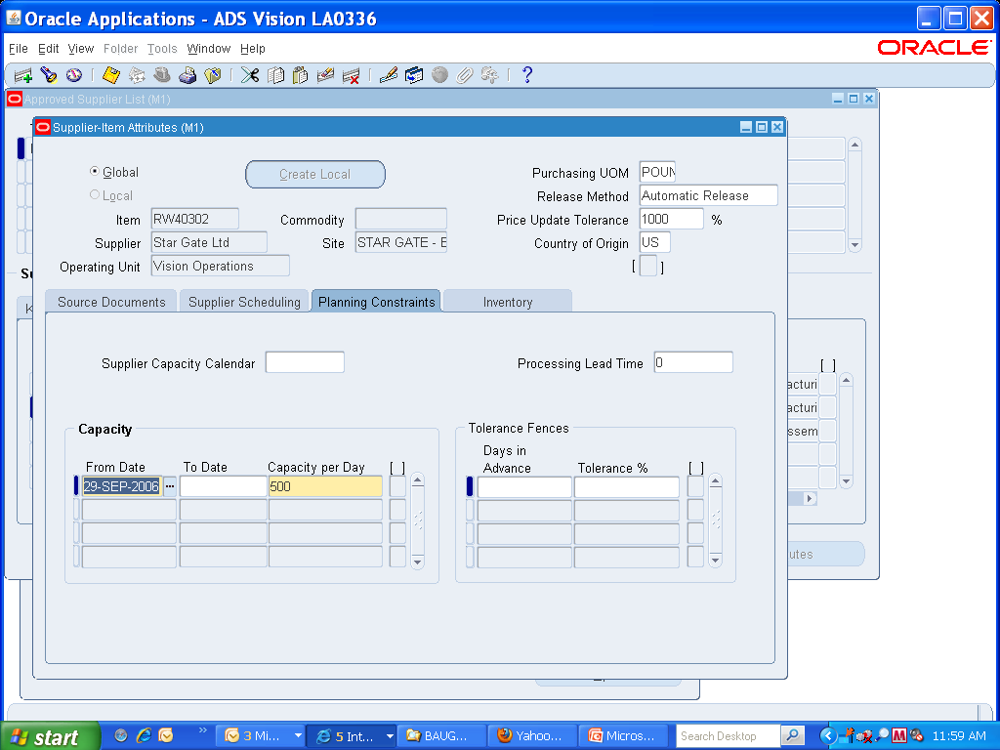 Oracle Applications - ADS Vision LA0336
File Edit View Folder Tools Window Help
ORACLE
Approved Supplier List (M1)
Supplier-Item Attributes (M1)
Global
Create Local
Purchasing UOM POUN
Local
Release Method Automatic Release
Item RW40302 Commodity
Price Update Tolerance 1000 %
Supplier Star Gate Ltd Site STAR GATE - B
Country of Origin US
Operating Unit Vision Operations
[ ]
Source Documents Supplier Scheduling Planning Constraints Inventory
Supplier Capacity Calendar
Processing Lead Time 0
[ ]
acturi
acturi
ssem
Capacity
From Date To Date Capacity per Day [ ]
29-SEP-2006 ... 500
Tolerance Fences
Days in
Advance Tolerance % [ ]
utes
start
3 Mi...
5 Int...
BAUG...
Yahoo...
Micros...
Search Desktop
11:59 AM